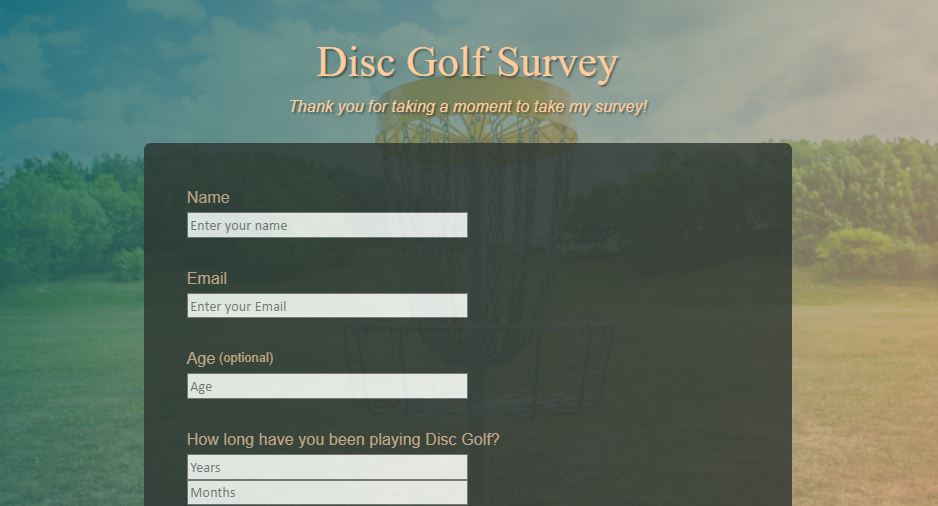 Disc Golf Survey
Thank you for taking a moment to take my survey!
Name
Enter your name
Email
Enter your Email
Age (optional)
Age
How long have you been playing Disc Golf?
Years
Months